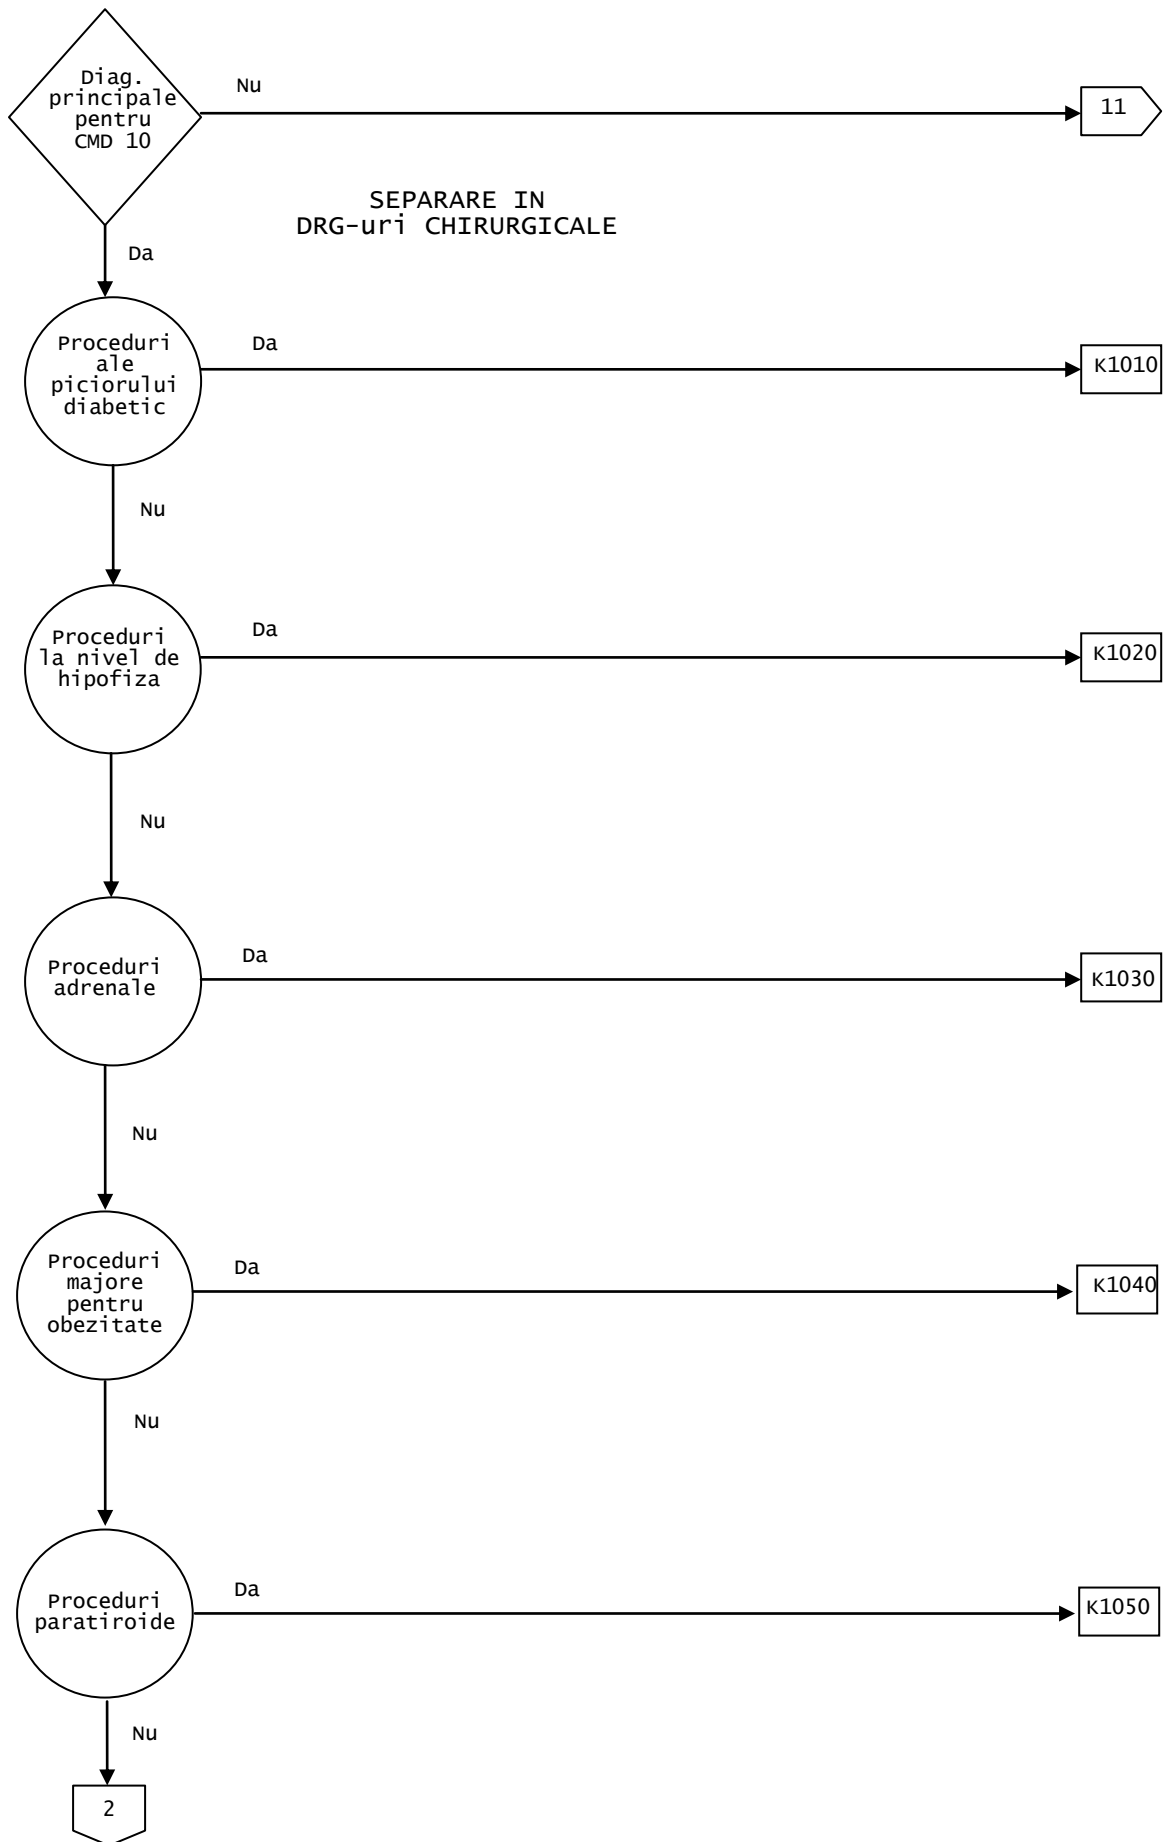 Diag.
principale
pentru
CMD 10
Nu
11
SEPARARE IN
DRG-uri CHIRURGICALE
Da
Proceduri
ale
piciorului
diabetic
Da
K1010
Nu
Proceduri
la nivel de
hipofiza
Da
K1020
Nu
Proceduri
adrenale
Da
K1030
Nu
Proceduri
majore
pentru
obezitate
Da
K1040
Nu
Proceduri
paratiroide
Da
K1050
Nu
2